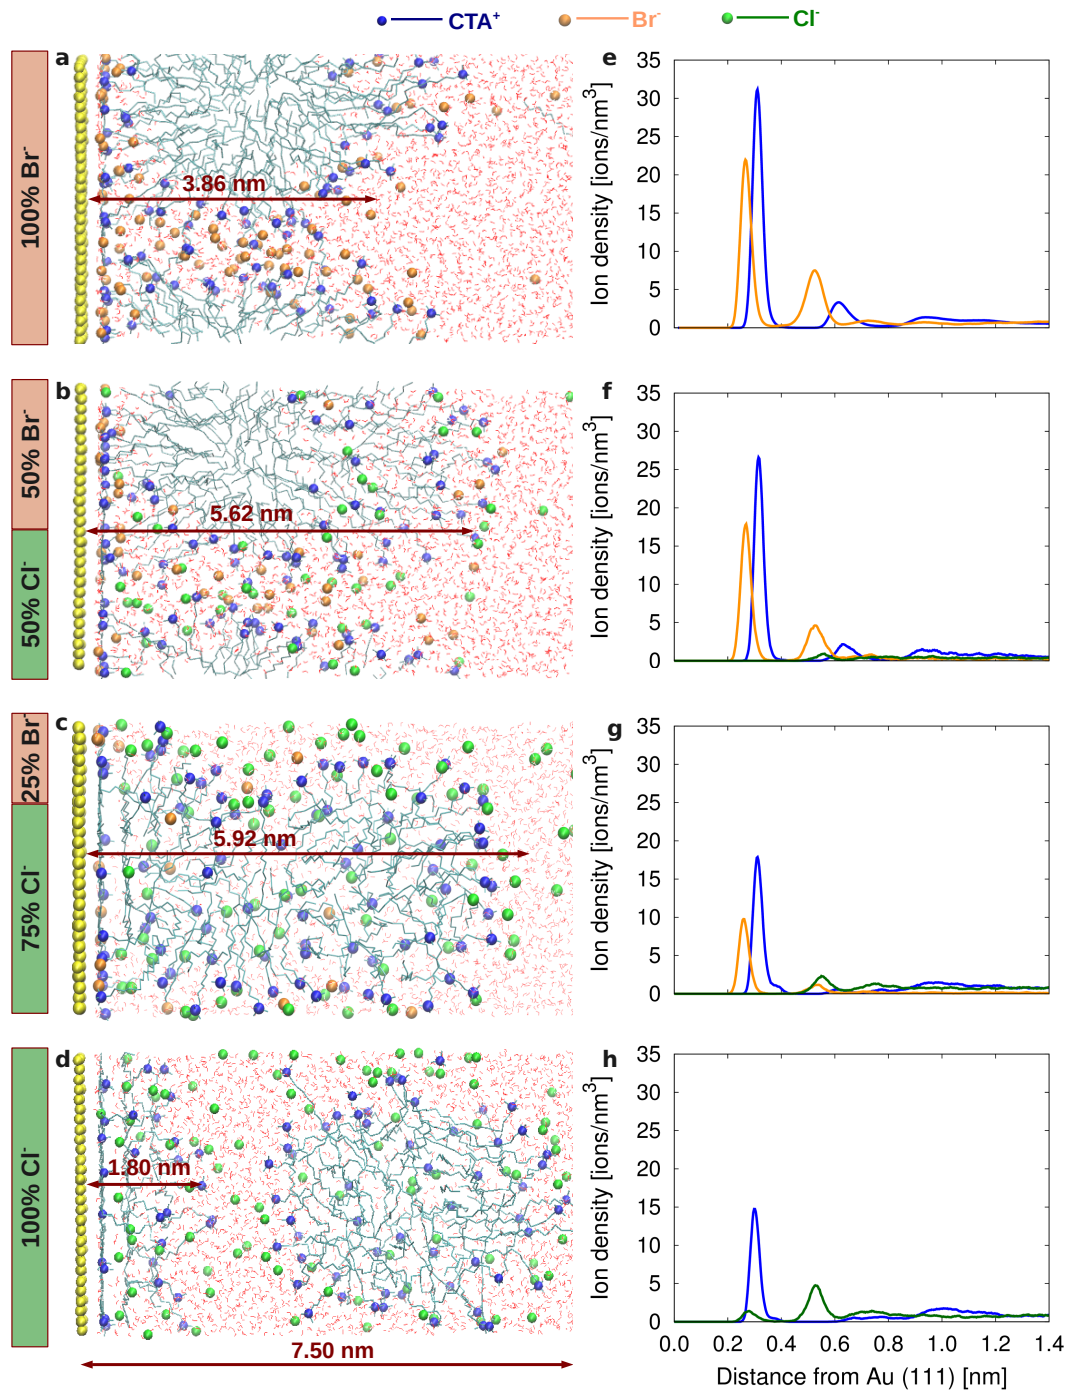 CTA⁺ Br⁻ Cl⁻
100% Br⁻
a
3.86 nm
e
Ion density [ions/nm³]
35
30
25
20
15
10
5
0
50% Br⁻
50% Cl⁻
b
5.62 nm
f
Ion density [ions/nm³]
35
30
25
20
15
10
5
0
25% Br⁻
75% Cl⁻
c
5.92 nm
g
Ion density [ions/nm³]
35
30
25
20
15
10
5
0
100% Cl⁻
d
1.80 nm
7.50 nm
h
Ion density [ions/nm³]
35
30
25
20
15
10
5
0
0.0 0.2 0.4 0.6 0.8 1.0 1.2 1.4
Distance from Au (111) [nm]